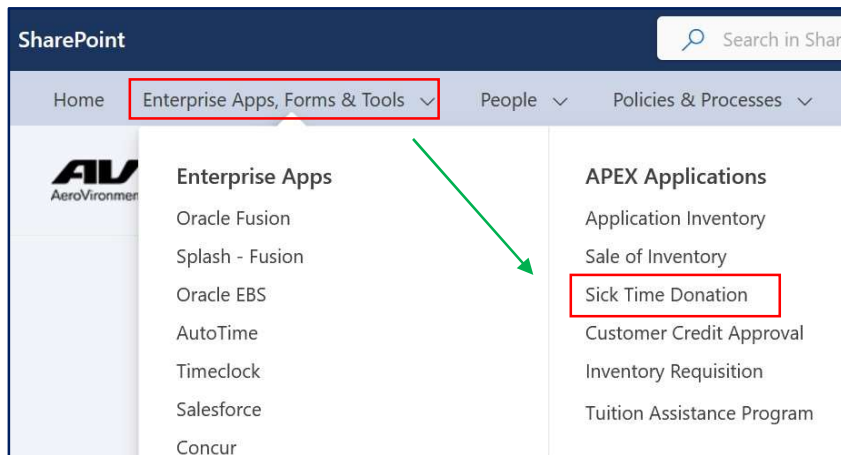 SharePoint
Search in Shar
Home Enterprise Apps, Forms & Tools People Policies & Processes
AV
AeroVironmen
Enterprise Apps
Oracle Fusion
Splash - Fusion
Oracle EBS
AutoTime
Timeclock
Salesforce
Concur
APEX Applications
Application Inventory
Sale of Inventory
Sick Time Donation
Customer Credit Approval
Inventory Requisition
Tuition Assistance Program